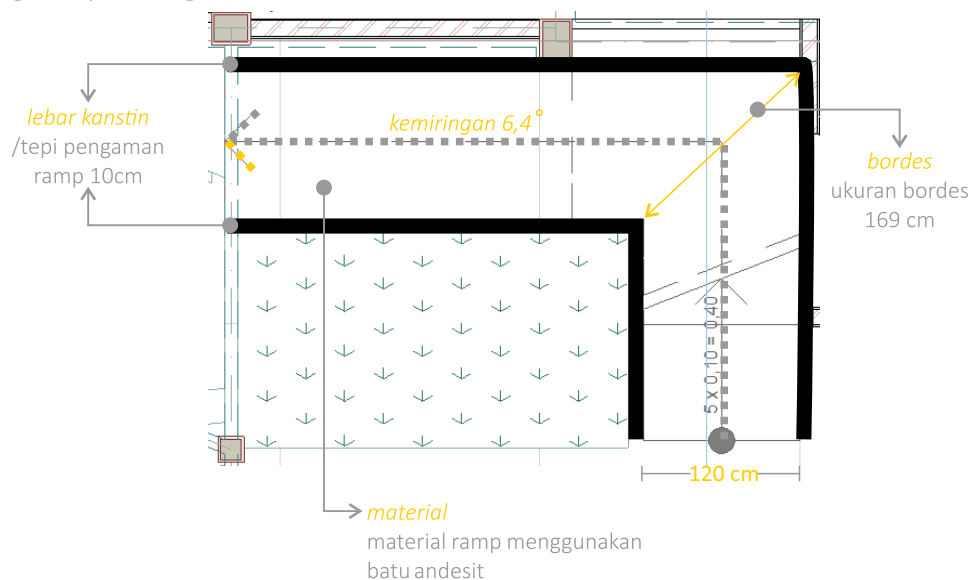 lebar kanstin
/tepi pengaman
ramp 10cm
kemiringan 6,4°
bordes
ukuran bordes
169 cm
5 x 0,10 = 0,40
120 cm
material
material ramp menggunakan
batu andesit